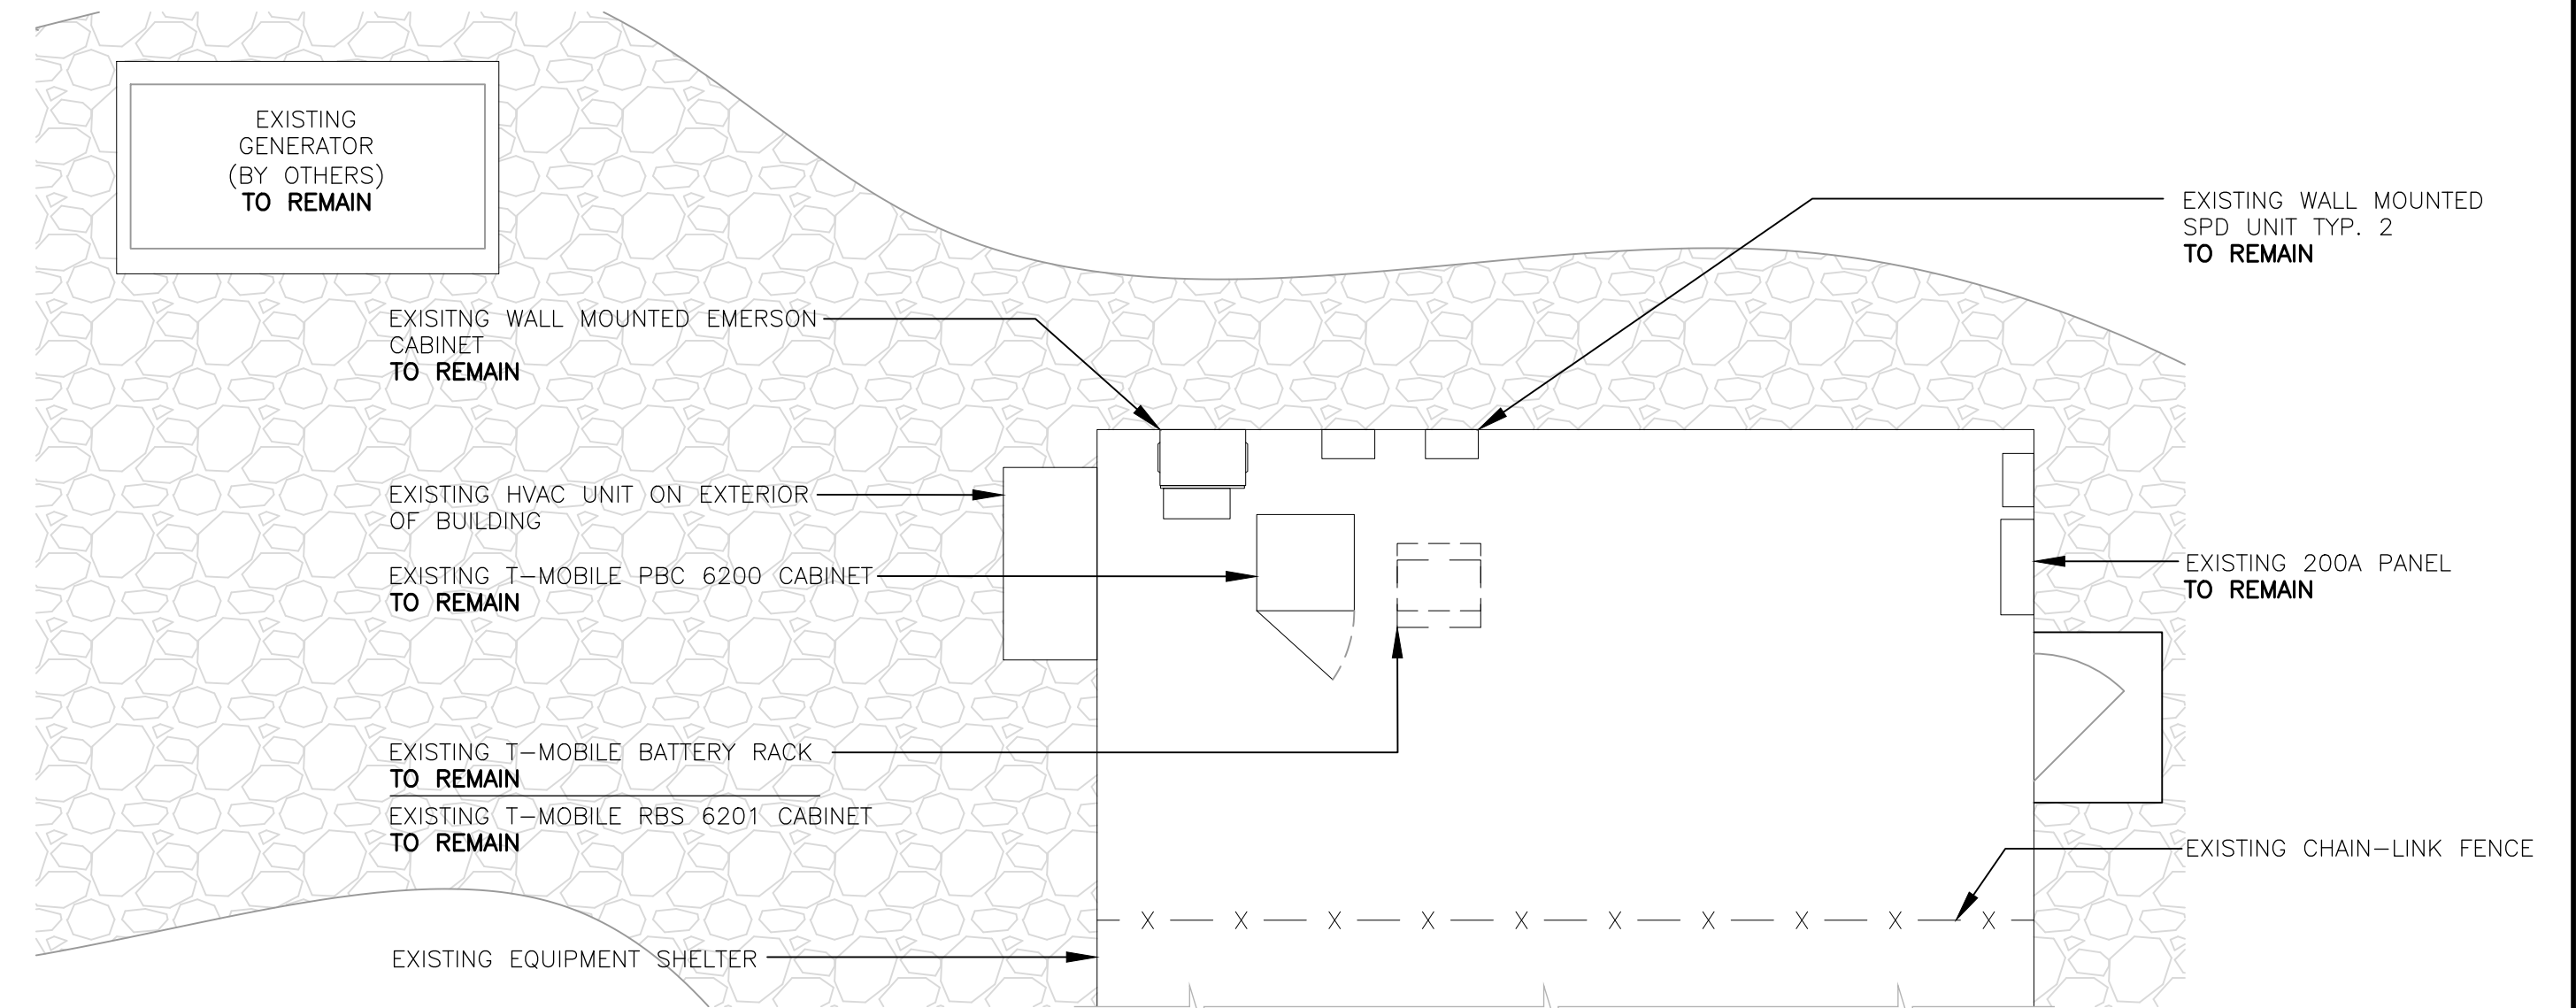 EXISTING
GENERATOR
(BY OTHERS)
TO REMAIN
EXISTING WALL MOUNTED
SPD UNIT TYP. 2
TO REMAIN
EXISITNG WALL MOUNTED EMERSON
CABINET
TO REMAIN
EXISTING HVAC UNIT ON EXTERIOR
OF BUILDING
EXISTING T-MOBILE PBC 6200 CABINET
TO REMAIN
EXISTING 200A PANEL
TO REMAIN
EXISTING T-MOBILE BATTERY RACK
TO REMAIN
EXISTING T-MOBILE RBS 6201 CABINET
TO REMAIN
EXISTING CHAIN-LINK FENCE
X X X X X X X X X X
EXISTING EQUIPMENT SHELTER